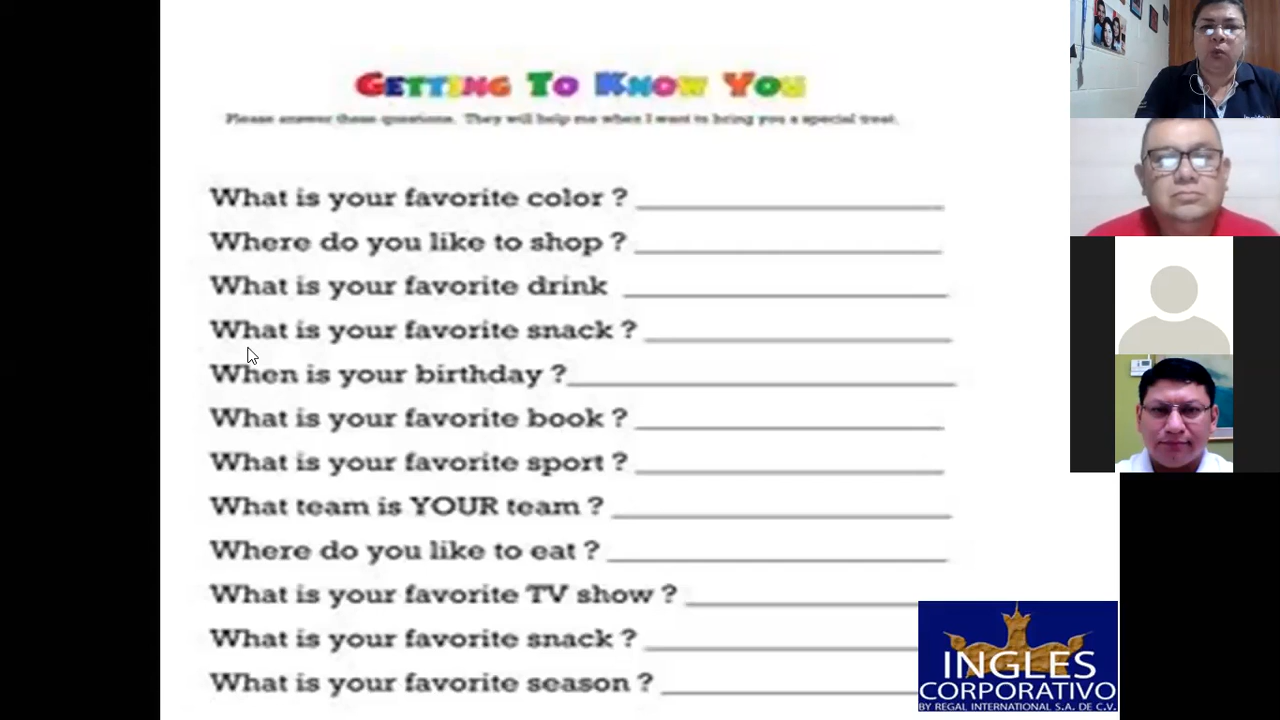 GETTING TO KNOW YOU
Please answer these questions. They will help me when I want to bring you a special treat.
What is your favorite color ?
Where do you like to shop ?
What is your favorite drink
What is your favorite snack ?
When is your birthday ?
What is your favorite book ?
What is your favorite sport ?
What team is YOUR team ?
Where do you like to eat ?
What is your favorite TV show ?
What is your favorite snack ?
What is your favorite season ?
INGLES
CORPORATIVO
BY REGAL INTERNATIONAL S.A. DE C.V.